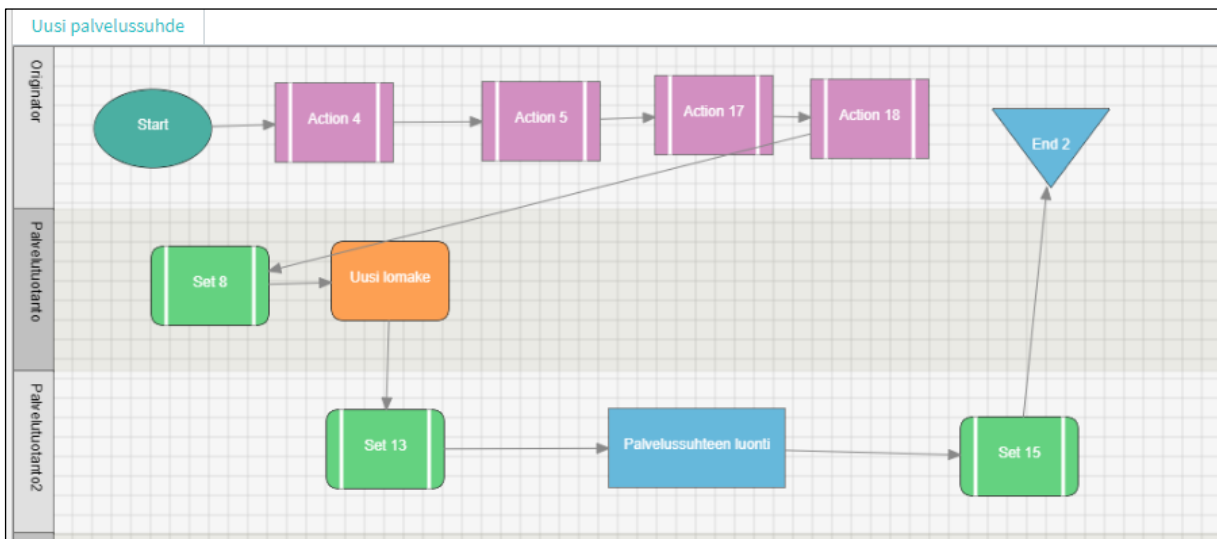 Uusi palvelussuhde
Originator
Start
Action 4
Action 5
Action 17
Action 18
End 2
Palvelutuotanto
Set 8
Uusi lomake
Palvelutuotanto2
Set 13
Palvelussuhteen luonti
Set 15